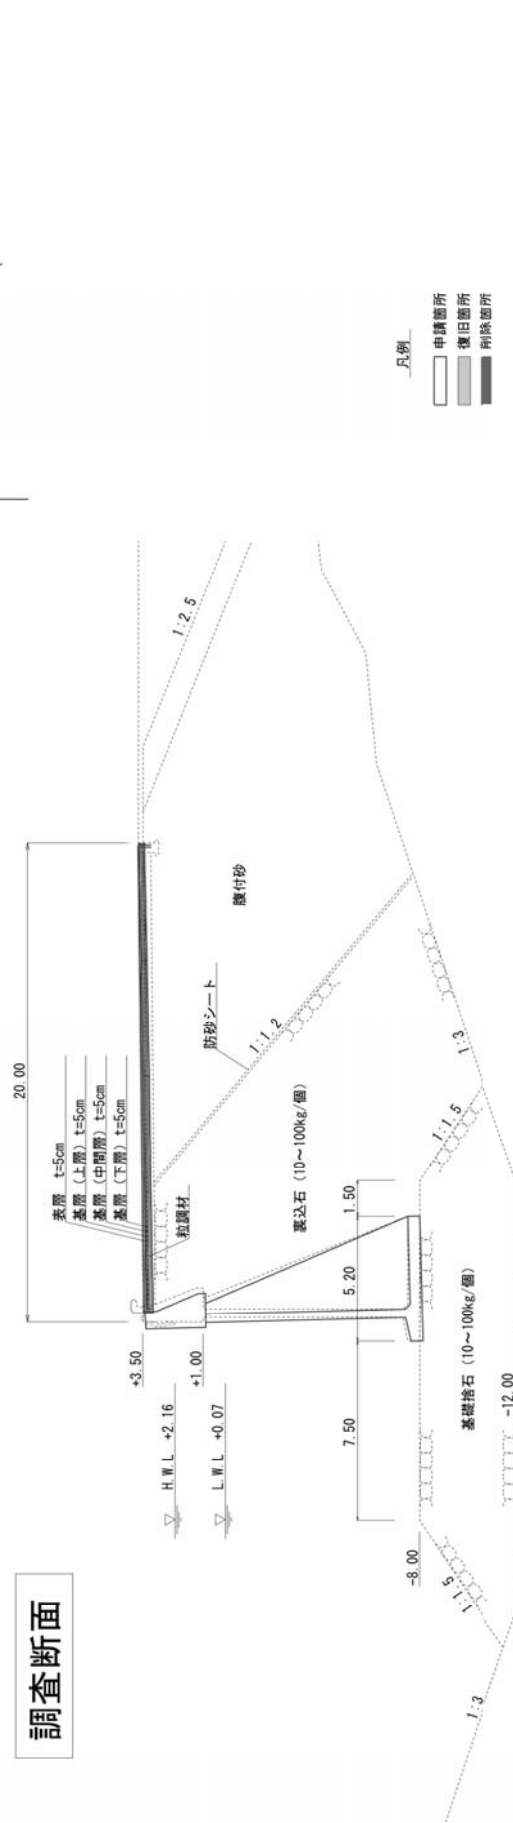 調査断面
20.00
表層 t=5cm
基層(上層)t=5cm
基層(中間層)t=5cm
基層(下層)t=5cm
粒調材
+3.50
H.W.L +2.16
+1.00
L.W.L +0.07
防砂シート
腹付砂
1:2.5
1:1.2
裏込石(10～100kg/個)
7.50
5.20
1.50
-8.00
1:1.5
1:1.5
1:3
1:3
基礎捨石(10～100kg/個)
-12.00
凡例
申請箇所
復旧箇所
削除箇所